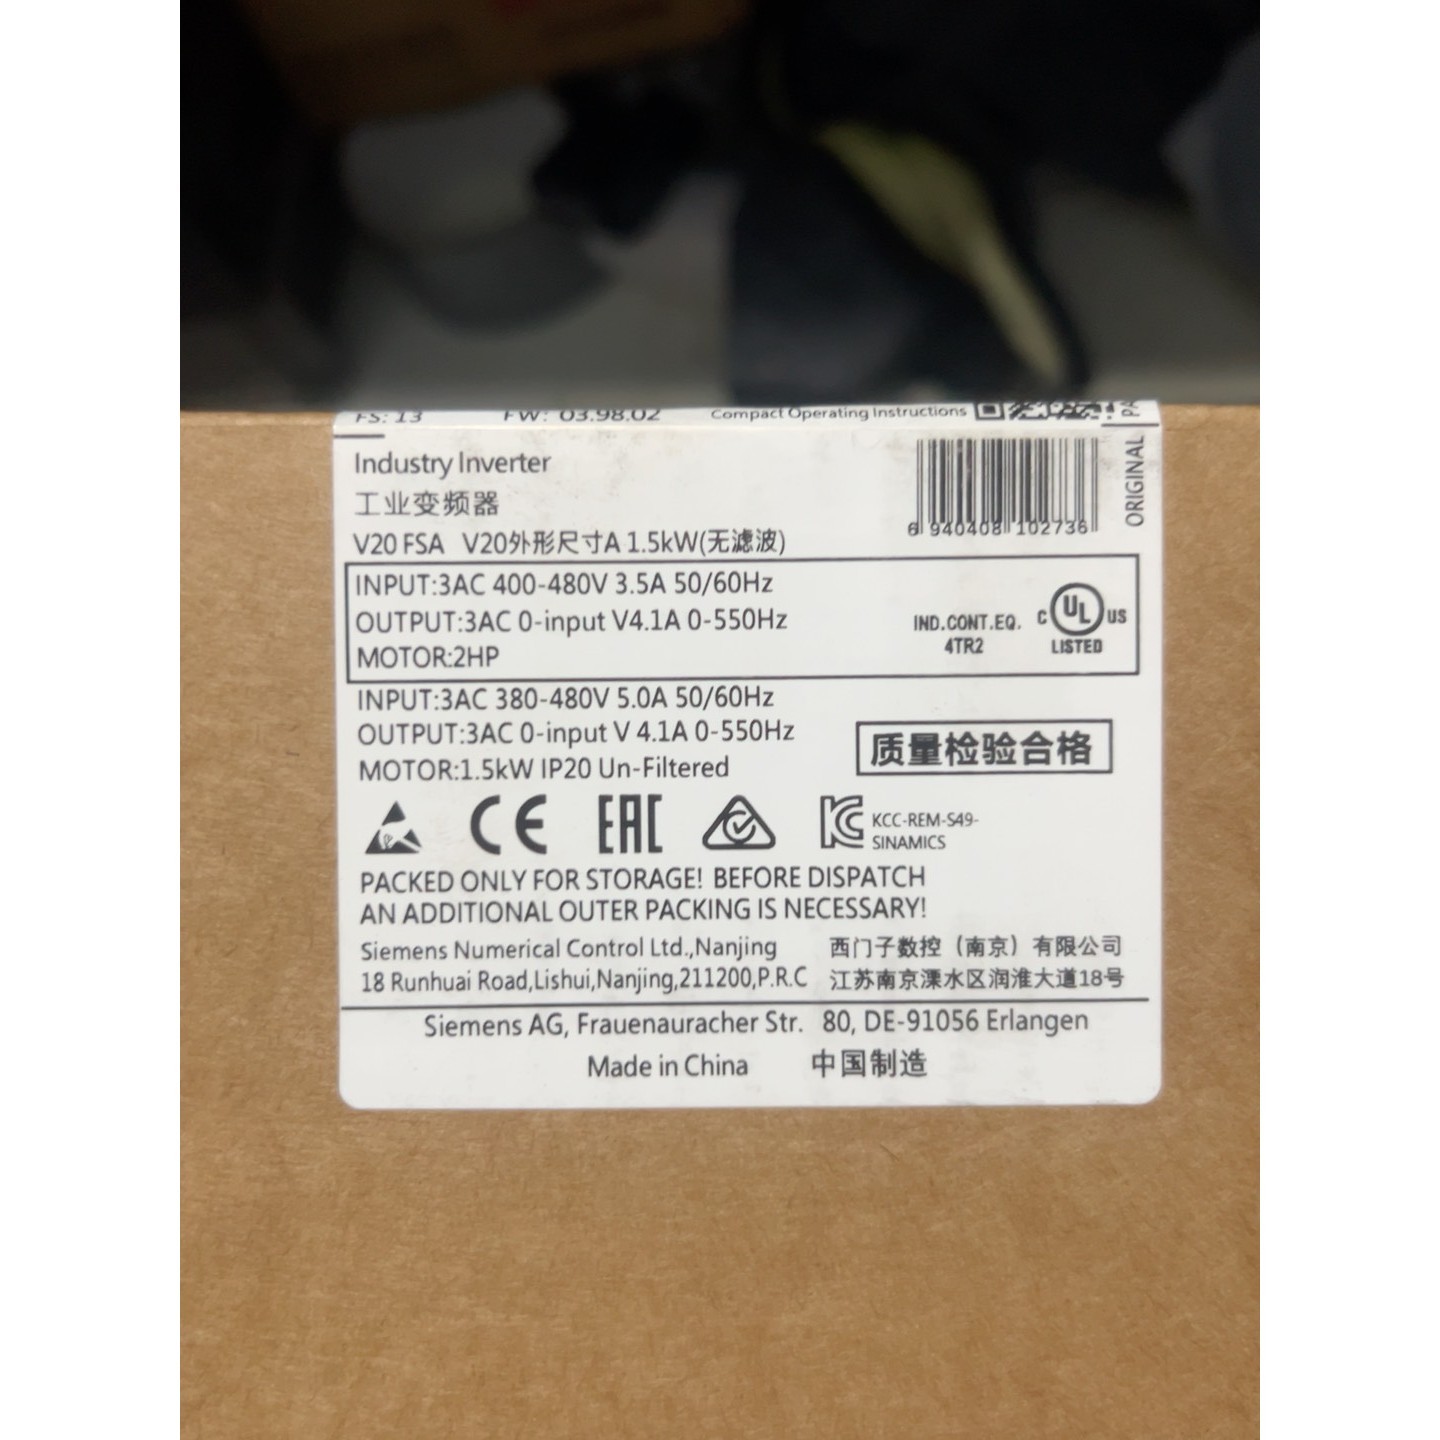 FS: 13 FW: 03.98.02 Compact Operating Instructions
Industry Inverter
工业变频器
V20 FSA V20外形尺寸A 1.5kW(无滤波)
6 940408 102736
ORIGINAL
INPUT:3AC 400-480V 3.5A 50/60Hz
OUTPUT:3AC 0-input V4.1A 0-550Hz
MOTOR:2HP
IND.CONT.EQ.
4TR2
C UL US
LISTED
INPUT:3AC 380-480V 5.0A 50/60Hz
OUTPUT:3AC 0-input V 4.1A 0-550Hz
MOTOR:1.5kW IP20 Un-Filtered
质量检验合格
CE EAC KC KCC-REM-S49-
SINAMICS
PACKED ONLY FOR STORAGE! BEFORE DISPATCH
AN ADDITIONAL OUTER PACKING IS NECESSARY!
Siemens Numerical Control Ltd.,Nanjing 西门子数控（南京）有限公司
18 Runhuai Road,Lishui,Nanjing,211200,P.R.C 江苏南京溧水区润淮大道18号
Siemens AG, Frauenauracher Str. 80, DE-91056 Erlangen
Made in China 中国制造